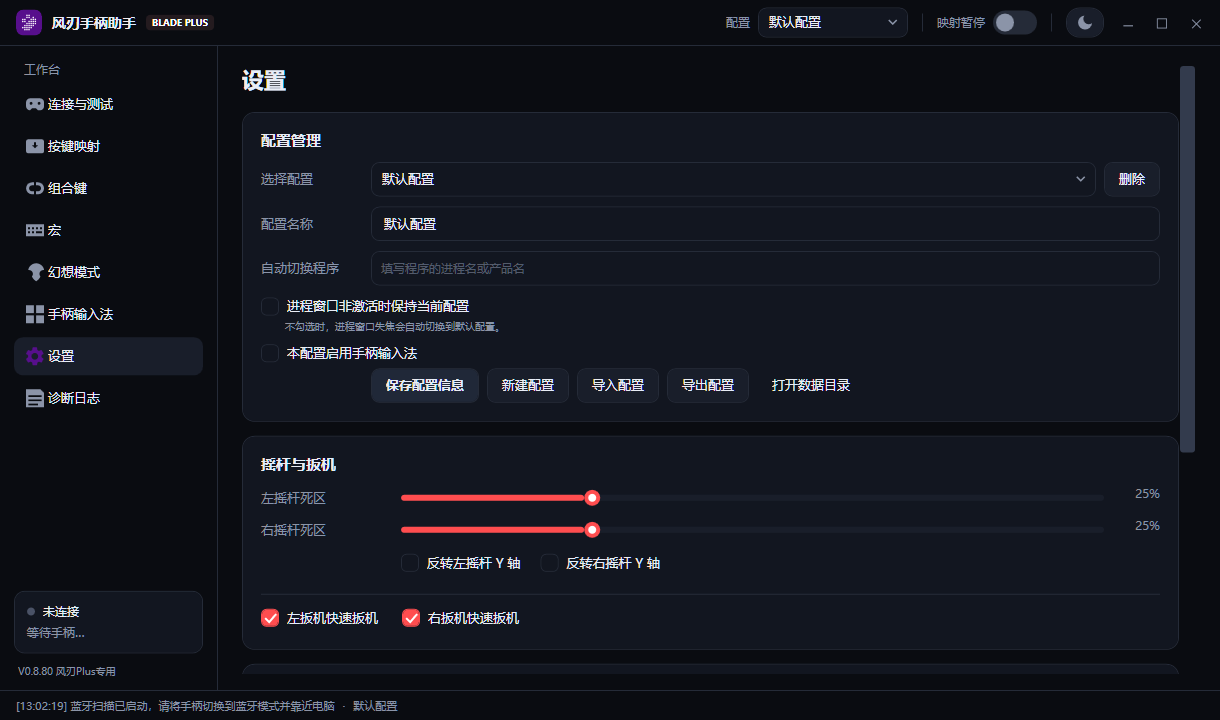 风刃手柄助手 BLADE PLUS
配置 默认配置 映射暂停
工作台
连接与测试
按键映射
组合键
宏
幻想模式
手柄输入法
设置
诊断日志
未连接
等待手柄...
V0.8.80 风刃Plus专用
设置
配置管理
选择配置 默认配置 删除
配置名称 默认配置
自动切换程序 填写程序的进程名或产品名
进程窗口非激活时保持当前配置
不勾选时，进程窗口失焦会自动切换到默认配置。
本配置启用手柄输入法
保存配置信息 新建配置 导入配置 导出配置 打开数据目录
摇杆与扳机
左摇杆死区 25%
右摇杆死区 25%
反转左摇杆 Y 轴 反转右摇杆 Y 轴
左扳机快速扳机 右扳机快速扳机
[13:02:19] 蓝牙扫描已启动，请将手柄切换到蓝牙模式并靠近电脑 · 默认配置